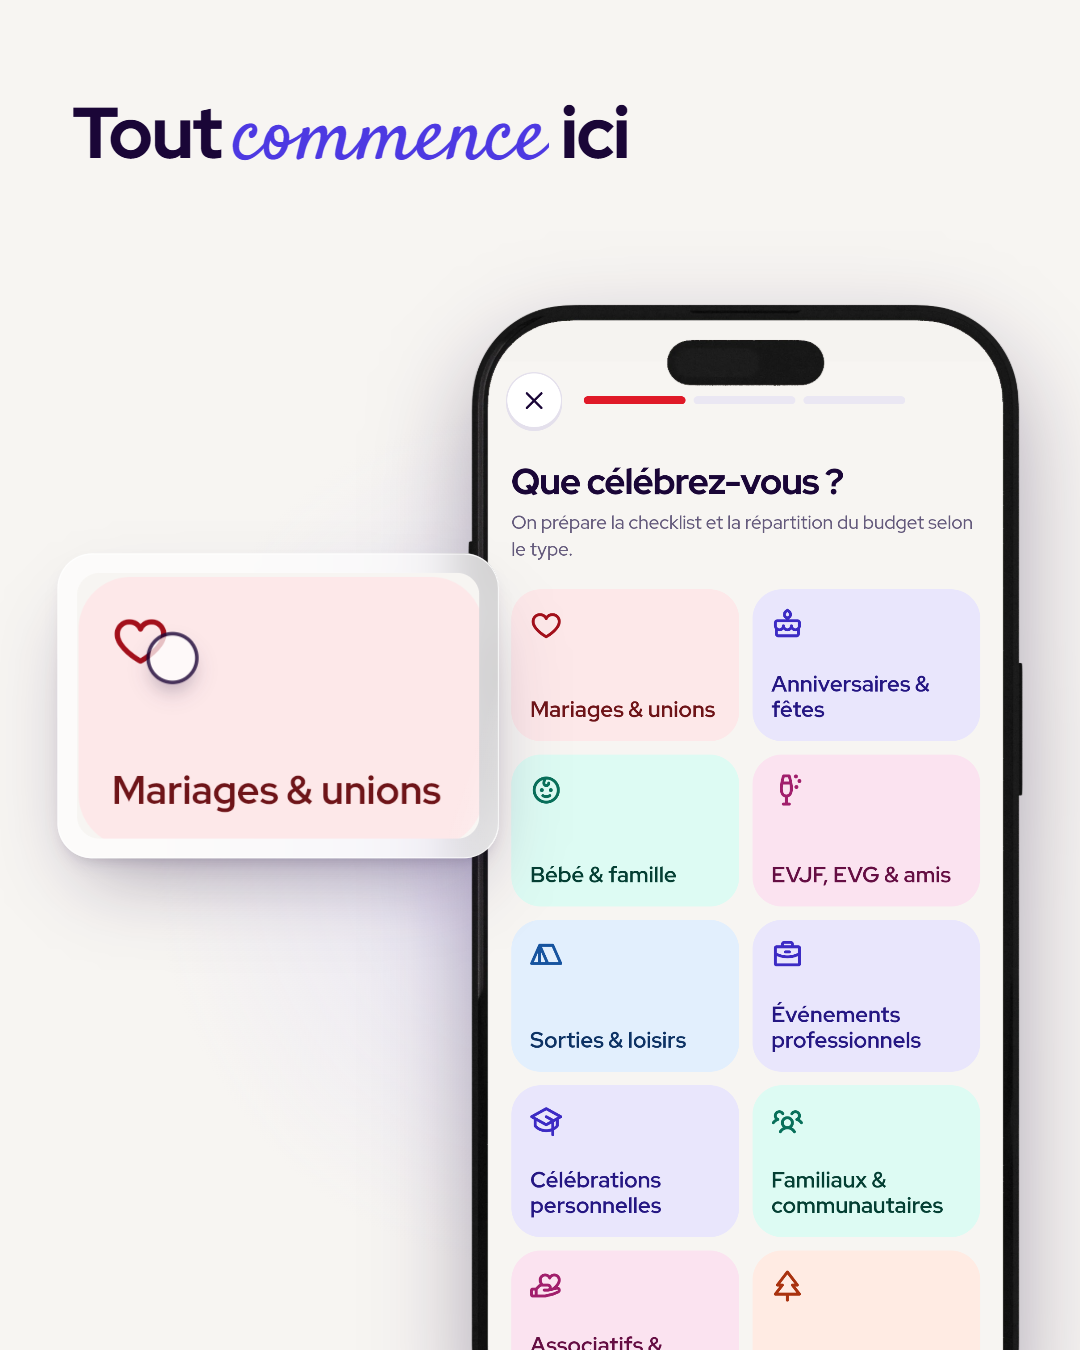 Tout commence ici
Que célébrez-vous ?
On prépare la checklist et la répartition du budget selon
le type.
Mariages & unions
Mariages & unions
Anniversaires &
fêtes
Bébé & famille
EVJF, EVG & amis
Sorties & loisirs
Événements
professionnels
Célébrations
personnelles
Familiaux &
communautaires
Associatifs &